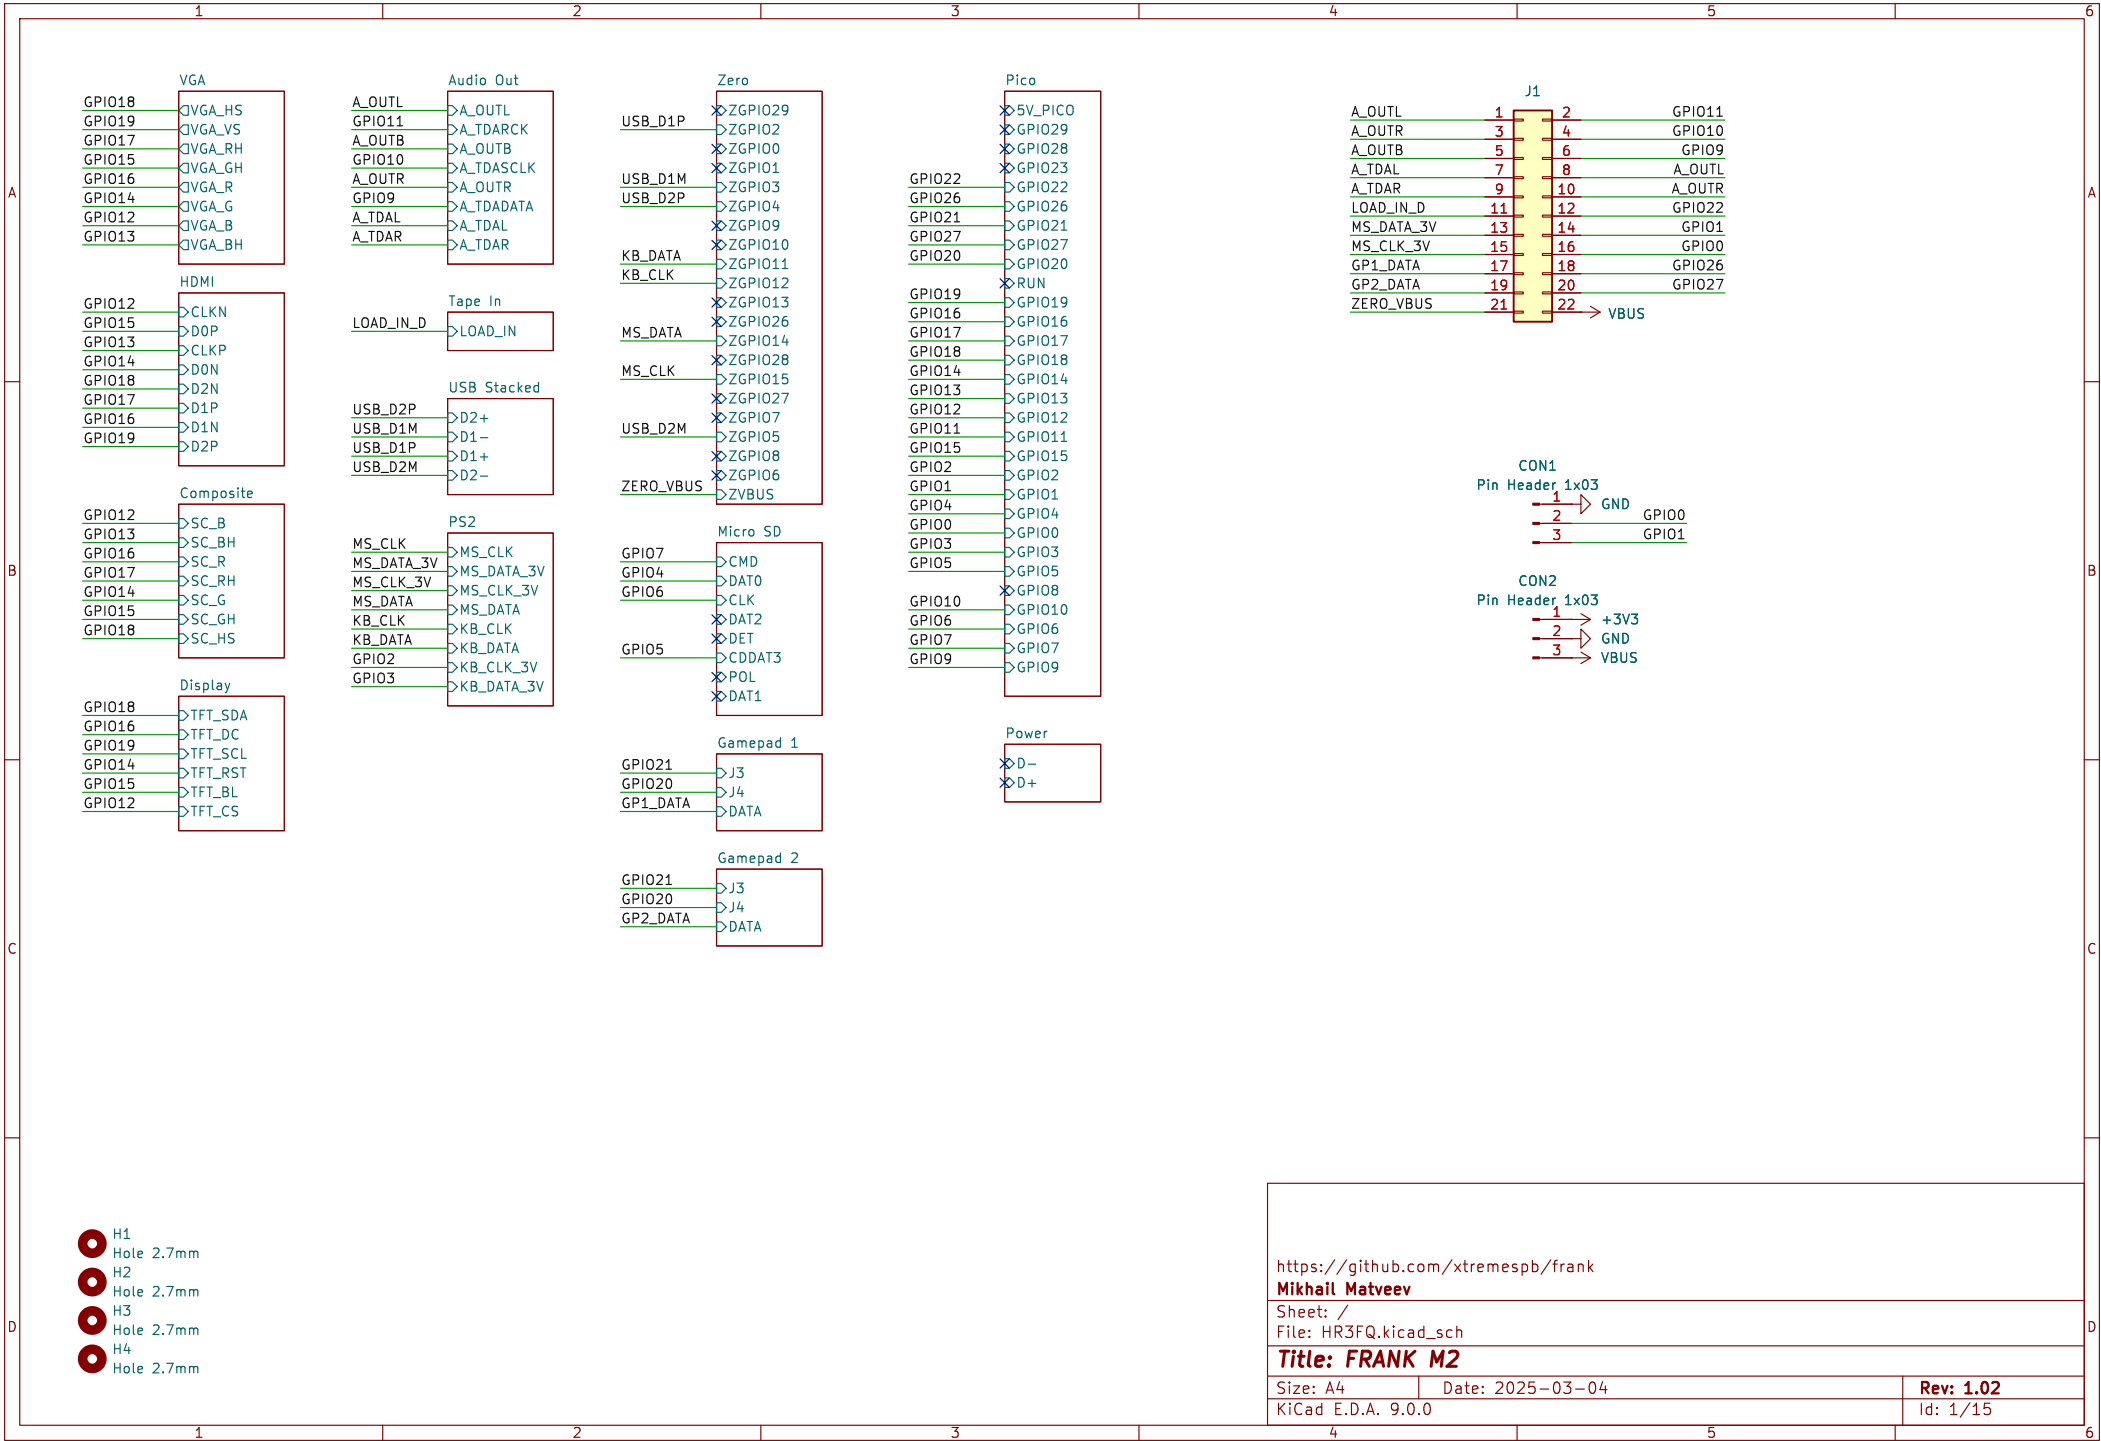 1 2 3 4 5 6
A
B
C
D
VGA
GPIO18 VGA_HS
GPIO19 VGA_VS
GPIO17 VGA_RH
GPIO15 VGA_GH
GPIO16 VGA_R
GPIO14 VGA_G
GPIO12 VGA_B
GPIO13 VGA_BH
HDMI
GPIO12 CLKN
GPIO15 D0P
GPIO13 CLKP
GPIO14 D0N
GPIO18 D2N
GPIO17 D1P
GPIO16 D1N
GPIO19 D2P
Composite
GPIO12 SC_B
GPIO13 SC_BH
GPIO16 SC_R
GPIO17 SC_RH
GPIO14 SC_G
GPIO15 SC_GH
GPIO18 SC_HS
Display
GPIO18 TFT_SDA
GPIO16 TFT_DC
GPIO19 TFT_SCL
GPIO14 TFT_RST
GPIO15 TFT_BL
GPIO12 TFT_CS
Audio Out
A_OUTL A_OUTL
GPIO11 A_TDARCK
A_OUTB A_OUTB
GPIO10 A_TDASCLK
A_OUTR A_OUTR
GPIO9 A_TDADATA
A_TDAL A_TDAL
A_TDAR A_TDAR
Tape In
LOAD_IN_D LOAD_IN
USB Stacked
USB_D2P D2+
USB_D1M D1-
USB_D1P D1+
USB_D2M D2-
PS2
MS_CLK MS_CLK
MS_DATA_3V MS_DATA_3V
MS_CLK_3V MS_CLK_3V
MS_DATA MS_DATA
KB_CLK KB_CLK
KB_DATA KB_DATA
GPIO2 KB_CLK_3V
GPIO3 KB_DATA_3V
Zero
ZGPIO29
USB_D1P ZGPIO2
ZGPIO0
ZGPIO1
USB_D1M ZGPIO3
USB_D2P ZGPIO4
ZGPIO9
ZGPIO10
KB_DATA ZGPIO11
KB_CLK ZGPIO12
ZGPIO13
ZGPIO26
MS_DATA ZGPIO14
ZGPIO28
MS_CLK ZGPIO15
ZGPIO27
ZGPIO7
USB_D2M ZGPIO5
ZGPIO8
ZGPIO6
ZERO_VBUS ZVBUS
Micro SD
GPIO7 CMD
GPIO4 DAT0
GPIO6 CLK
DAT2
DET
GPIO5 CDDAT3
POL
DAT1
Gamepad 1
GPIO21 J3
GPIO20 J4
GP1_DATA DATA
Gamepad 2
GPIO21 J3
GPIO20 J4
GP2_DATA DATA
Pico
5V_PICO
GPIO29
GPIO28
GPIO23
GPIO22 GPIO22
GPIO26 GPIO26
GPIO21 GPIO21
GPIO27 GPIO27
GPIO20 GPIO20
RUN
GPIO19 GPIO19
GPIO16 GPIO16
GPIO17 GPIO17
GPIO18 GPIO18
GPIO14 GPIO14
GPIO13 GPIO13
GPIO12 GPIO12
GPIO11 GPIO11
GPIO15 GPIO15
GPIO2 GPIO2
GPIO1 GPIO1
GPIO4 GPIO4
GPIO0 GPIO0
GPIO3 GPIO3
GPIO5 GPIO5
GPIO8
GPIO10 GPIO10
GPIO6 GPIO6
GPIO7 GPIO7
GPIO9 GPIO9
Power
D-
D+
J1
A_OUTL 1 2 GPIO11
A_OUTR 3 4 GPIO10
A_OUTB 5 6 GPIO9
A_TDAL 7 8 A_OUTL
A_TDAR 9 10 A_OUTR
LOAD_IN_D 11 12 GPIO22
MS_DATA_3V 13 14 GPIO1
MS_CLK_3V 15 16 GPIO0
GP1_DATA 17 18 GPIO26
GP2_DATA 19 20 GPIO27
ZERO_VBUS 21 22 VBUS
CON1
Pin Header 1x03
1 GND
2 GPIO0
3 GPIO1
CON2
Pin Header 1x03
1 +3V3
2 GND
3 VBUS
H1
Hole 2.7mm
H2
Hole 2.7mm
H3
Hole 2.7mm
H4
Hole 2.7mm
https://github.com/xtremespb/frank
Mikhail Matveev
Sheet: /
File: HR3FQ.kicad_sch
Title: FRANK M2
Size: A4 Date: 2025-03-04 Rev: 1.02
KiCad E.D.A. 9.0.0 Id: 1/15
A
B
C
D
1 2 3 4 5 6